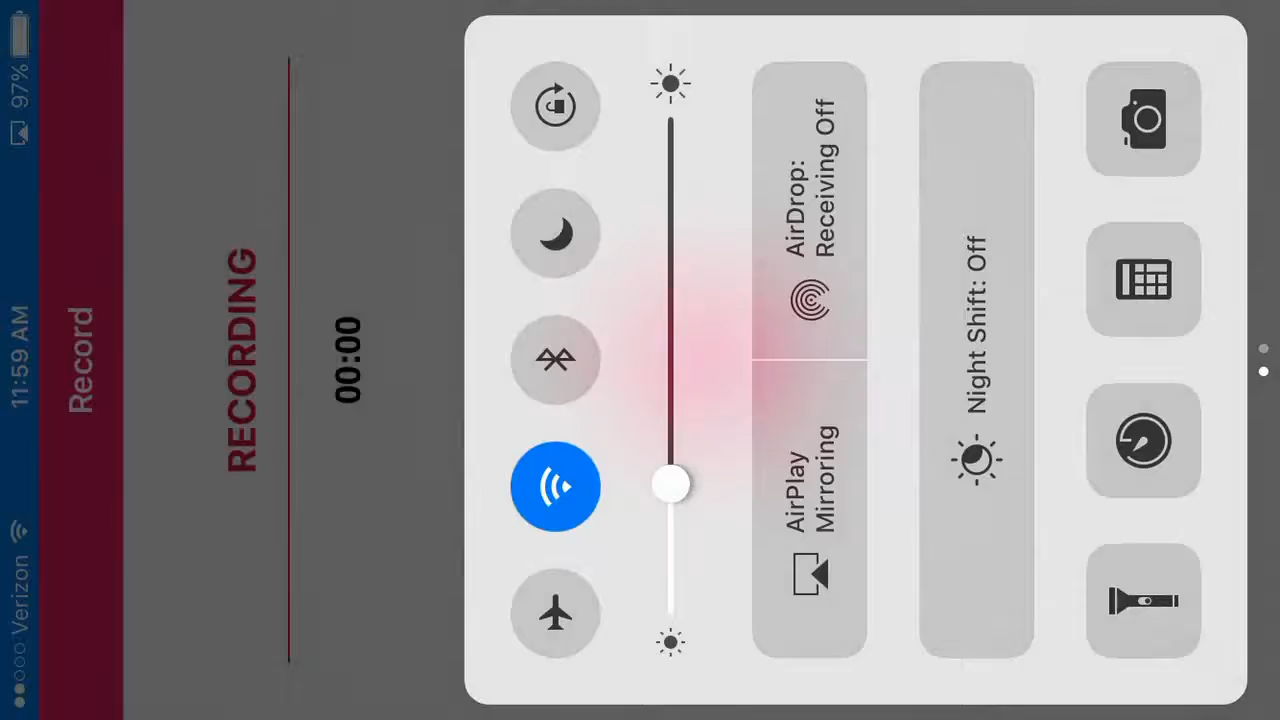 Verizon
11:59 AM
97%
Record
RECORDING
00:00
AirPlay
Mirroring
AirDrop:
Receiving Off
Night Shift: Off